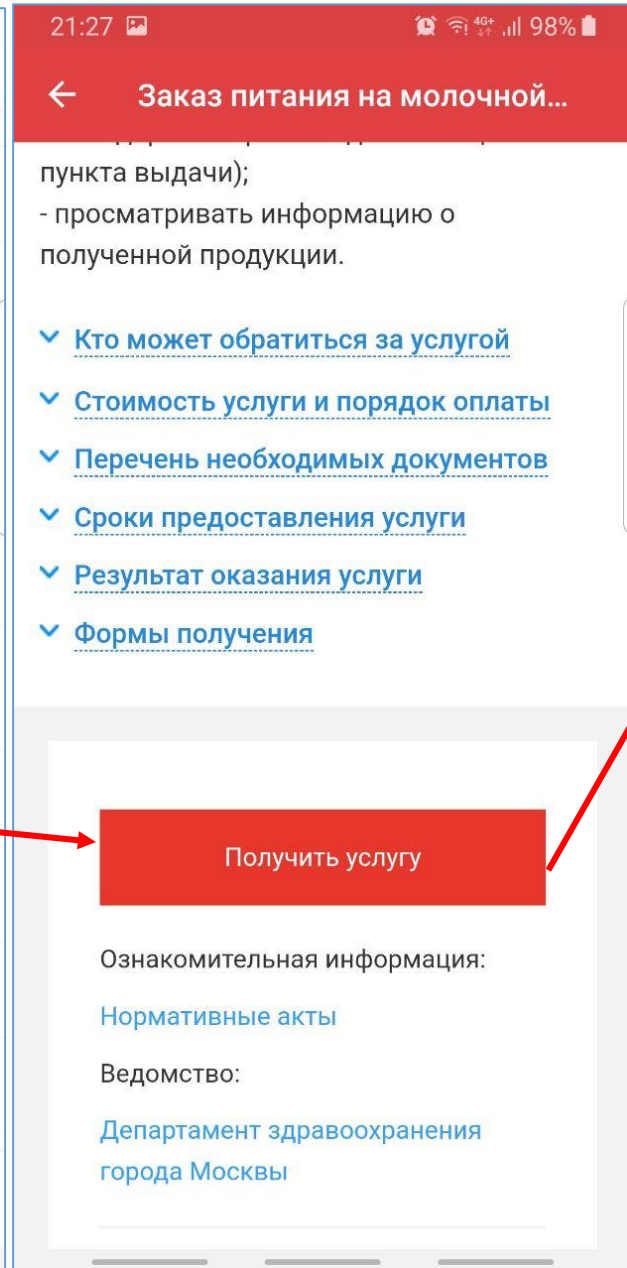 21:27 4G+ 98%
Заказ питания на молочной...
пункта выдачи);
- просматривать информацию о
полученной продукции.
Кто может обратиться за услугой
Стоимость услуги и порядок оплаты
Перечень необходимых документов
Сроки предоставления услуги
Результат оказания услуги
Формы получения
Получить услугу
Ознакомительная информация:
Нормативные акты
Ведомство:
Департамент здравоохранения
города Москвы